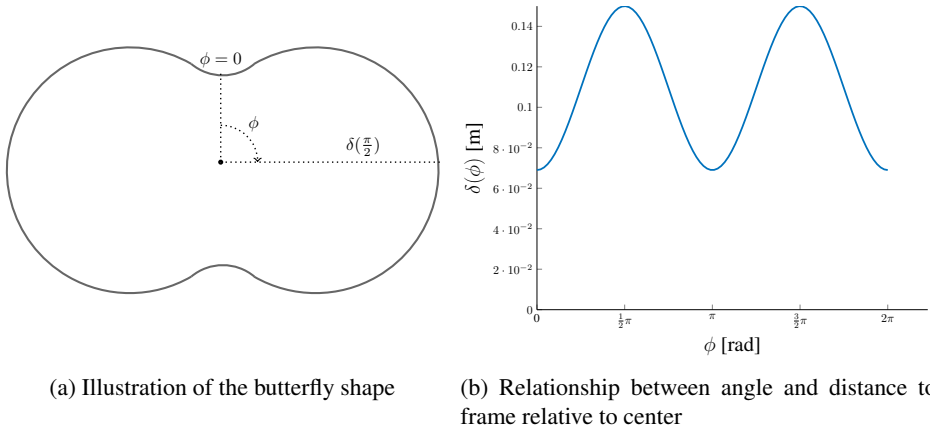 ϕ = 0
ϕ
δ(π/2)
(a) Illustration of the butterfly shape
0.14
0.12
0.1
8 · 10⁻²
6 · 10⁻²
4 · 10⁻²
2 · 10⁻²
0
δ(ϕ) [m]
0 1/2π π 3/2π 2π
ϕ [rad]
(b) Relationship between angle and distance to
frame relative to center